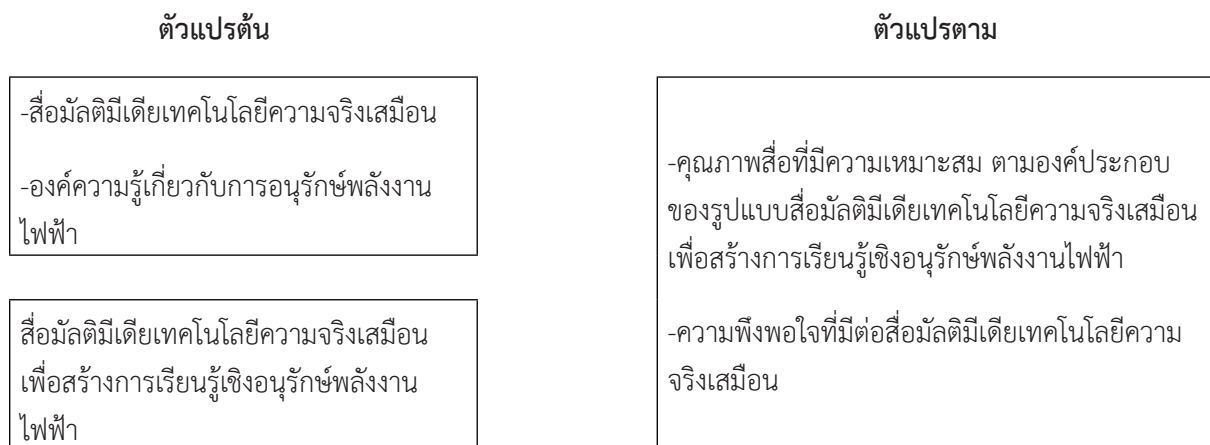 ตัวแปรต้น
-สื่อมัลติมีเดียเทคโนโลยีความจริงเสมือน
-องค์ความรู้เกี่ยวกับการอนุรักษ์พลังงาน
ไฟฟ้า
สื่อมัลติมีเดียเทคโนโลยีความจริงเสมือน
เพื่อสร้างการเรียนรู้เชิงอนุรักษ์พลังงาน
ไฟฟ้า
ตัวแปรตาม
-คุณภาพสื่อที่มีความเหมาะสม ตามองค์ประกอบ
ของรูปแบบสื่อมัลติมีเดียเทคโนโลยีความจริงเสมือน
เพื่อสร้างการเรียนรู้เชิงอนุรักษ์พลังงานไฟฟ้า
-ความพึงพอใจที่มีต่อสื่อมัลติมีเดียเทคโนโลยีความ
จริงเสมือน